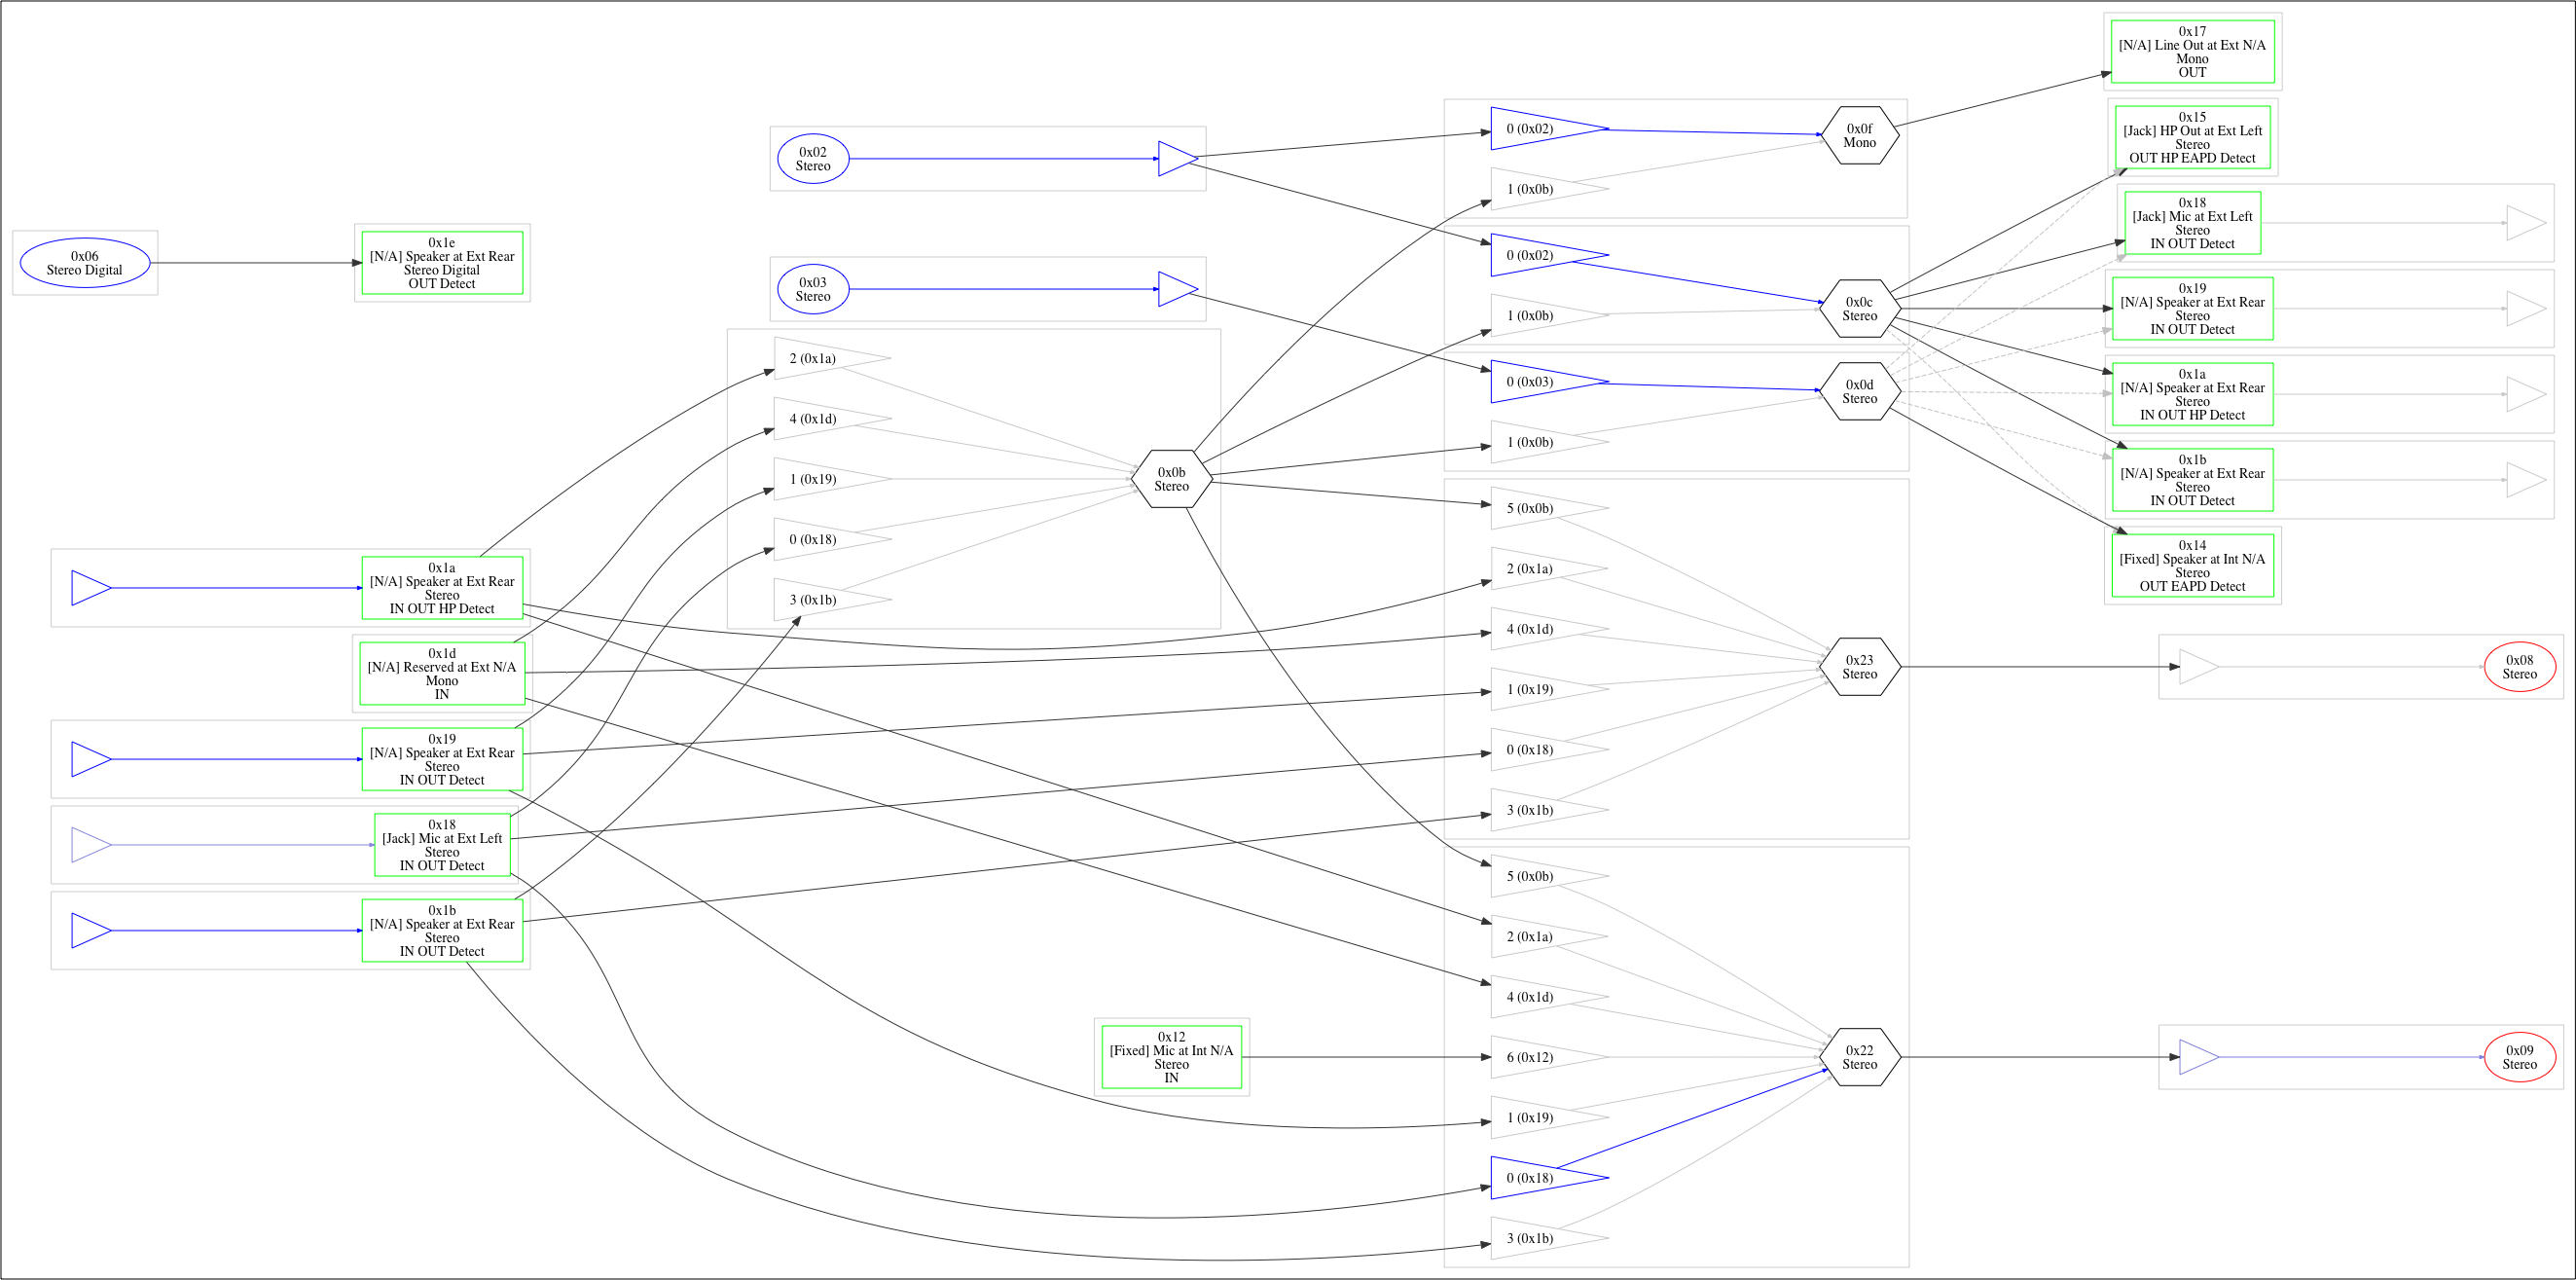 0x17
[N/A] Line Out at Ext N/A
Mono
OUT
0x15
[Jack] HP Out at Ext Left
Stereo
OUT HP EAPD Detect
0x18
[Jack] Mic at Ext Left
Stereo
IN OUT Detect
0x19
[N/A] Speaker at Ext Rear
Stereo
IN OUT Detect
0x1a
[N/A] Speaker at Ext Rear
Stereo
IN OUT HP Detect
0x1b
[N/A] Speaker at Ext Rear
Stereo
IN OUT Detect
0x14
[Fixed] Speaker at Int N/A
Stereo
OUT EAPD Detect
0x06
Stereo Digital
0x1e
[N/A] Speaker at Ext Rear
Stereo Digital
OUT Detect
0x02
Stereo
0x03
Stereo
0 (0x02)
1 (0x0b)
0x0f
Mono
0 (0x02)
1 (0x0b)
0x0c
Stereo
0 (0x03)
1 (0x0b)
0x0d
Stereo
2 (0x1a)
4 (0x1d)
1 (0x19)
0 (0x18)
3 (0x1b)
0x0b
Stereo
5 (0x0b)
2 (0x1a)
4 (0x1d)
1 (0x19)
0 (0x18)
3 (0x1b)
0x23
Stereo
0x08
Stereo
0x1a
[N/A] Speaker at Ext Rear
Stereo
IN OUT HP Detect
0x1d
[N/A] Reserved at Ext N/A
Mono
IN
0x19
[N/A] Speaker at Ext Rear
Stereo
IN OUT Detect
0x18
[Jack] Mic at Ext Left
Stereo
IN OUT Detect
0x1b
[N/A] Speaker at Ext Rear
Stereo
IN OUT Detect
0x12
[Fixed] Mic at Int N/A
Stereo
IN
5 (0x0b)
2 (0x1a)
4 (0x1d)
6 (0x12)
1 (0x19)
0 (0x18)
3 (0x1b)
0x22
Stereo
0x09
Stereo